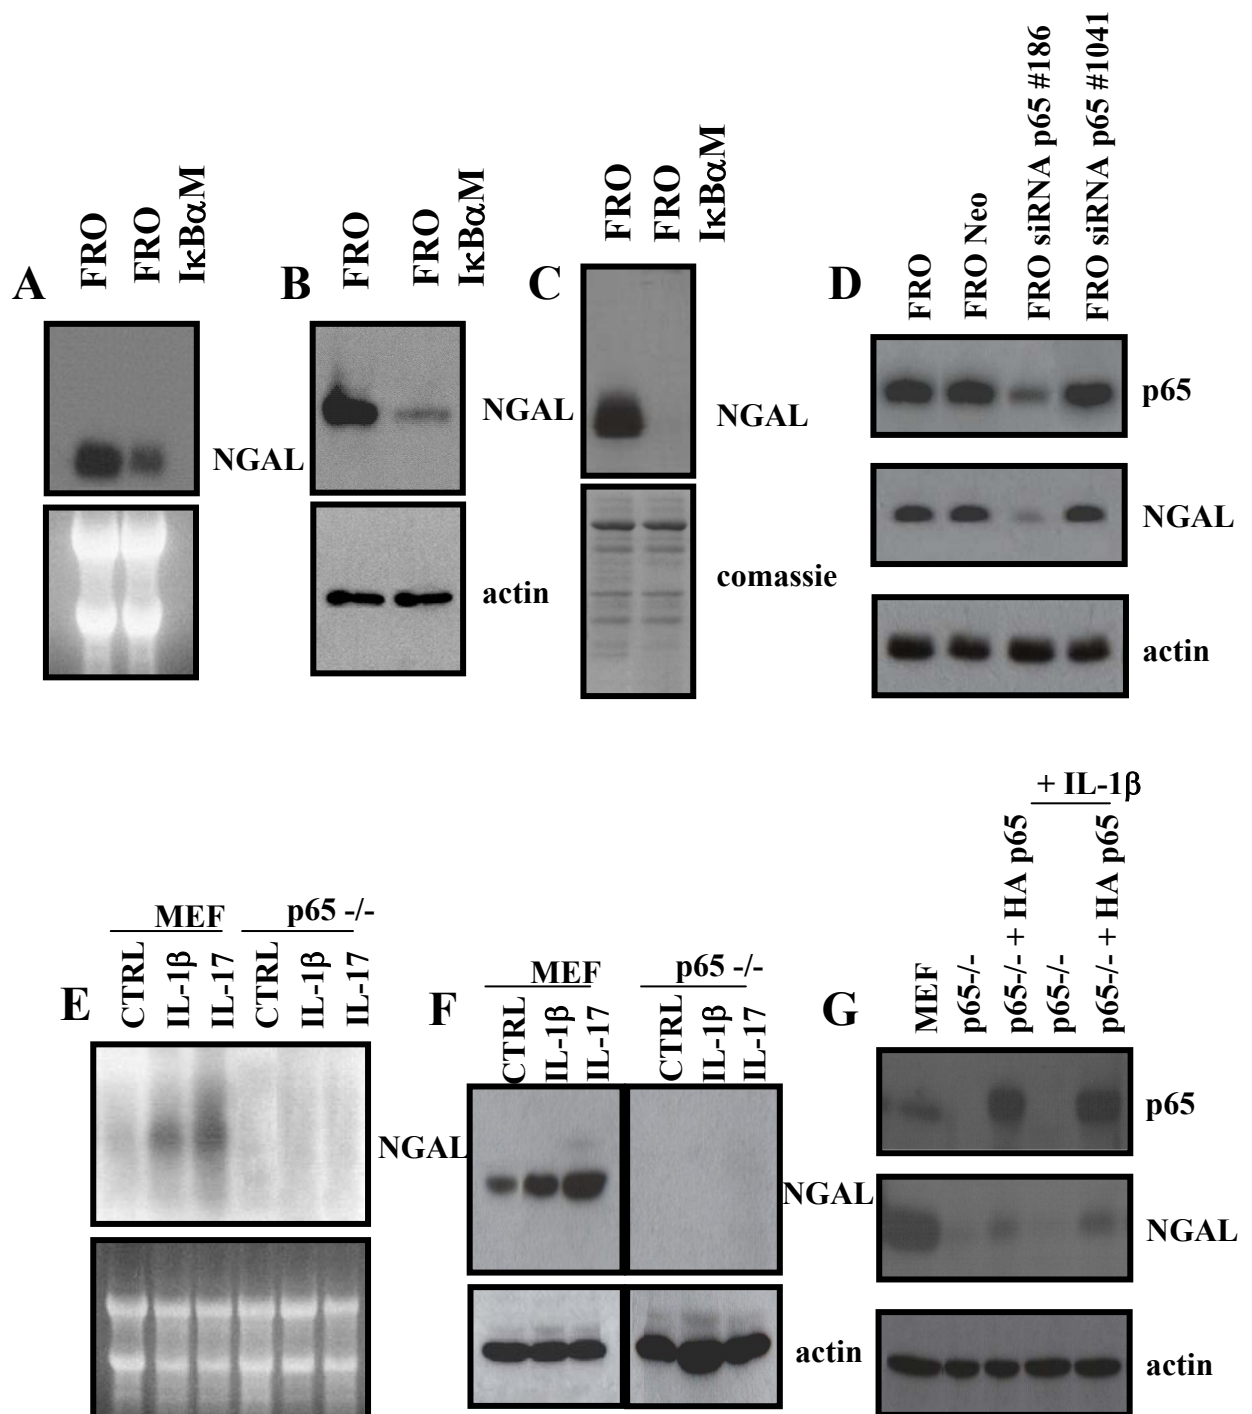 A
FRO
FRO
IκBαM
NGAL
B
FRO
FRO
IκBαM
NGAL
actin
C
FRO
FRO
IκBαM
NGAL
comassie
D
FRO
FRO Neo
FRO siRNA p65 #186
FRO siRNA p65 #1041
p65
NGAL
actin
E
MEF
p65 -/-
CTRL
IL-1β
IL-17
CTRL
IL-1β
IL-17
NGAL
F
MEF
p65 -/-
CTRL
IL-1β
IL-17
CTRL
IL-1β
IL-17
NGAL
actin
G
+ IL-1β
MEF
p65-/-
p65-/- + HA p65
p65-/-
p65-/- + HA p65
p65
NGAL
actin